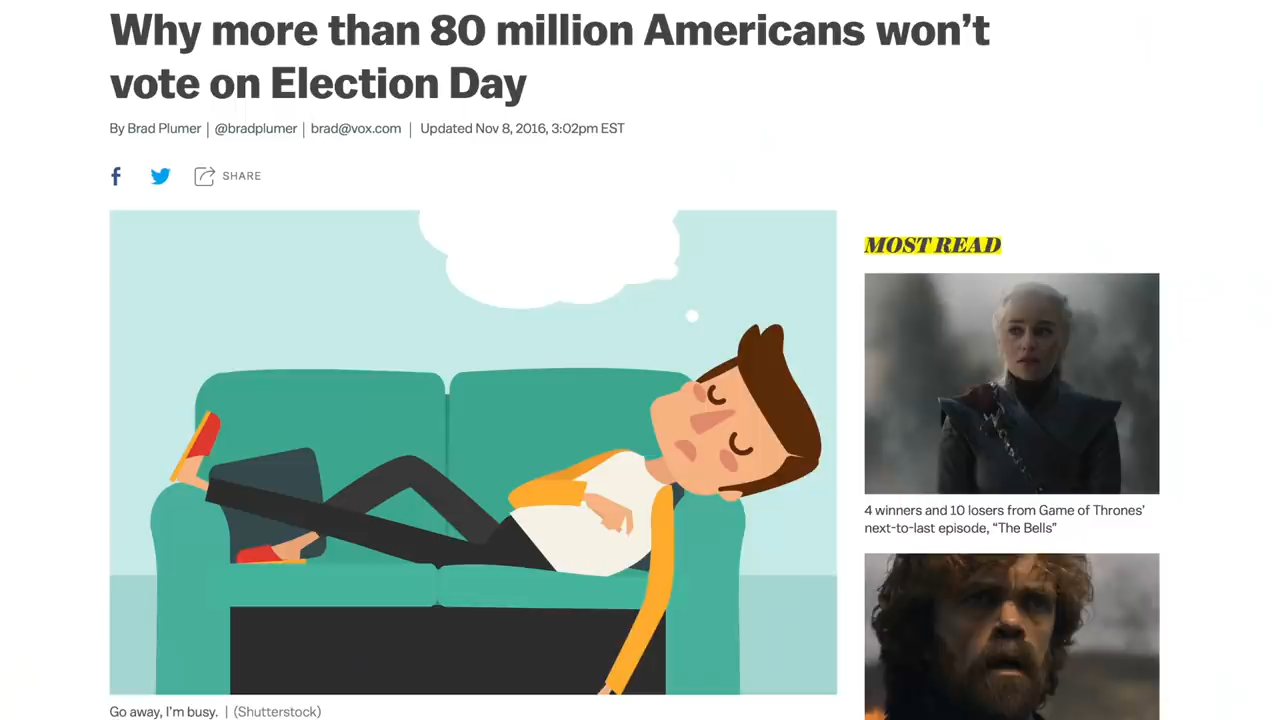 Why more than 80 million Americans won’t
vote on Election Day
By Brad Plumer | @bradplumer | brad@vox.com | Updated Nov 8, 2016, 3:02pm EST
SHARE
MOST READ
4 winners and 10 losers from Game of Thrones’
next-to-last episode, “The Bells”
Go away, I’m busy. | (Shutterstock)